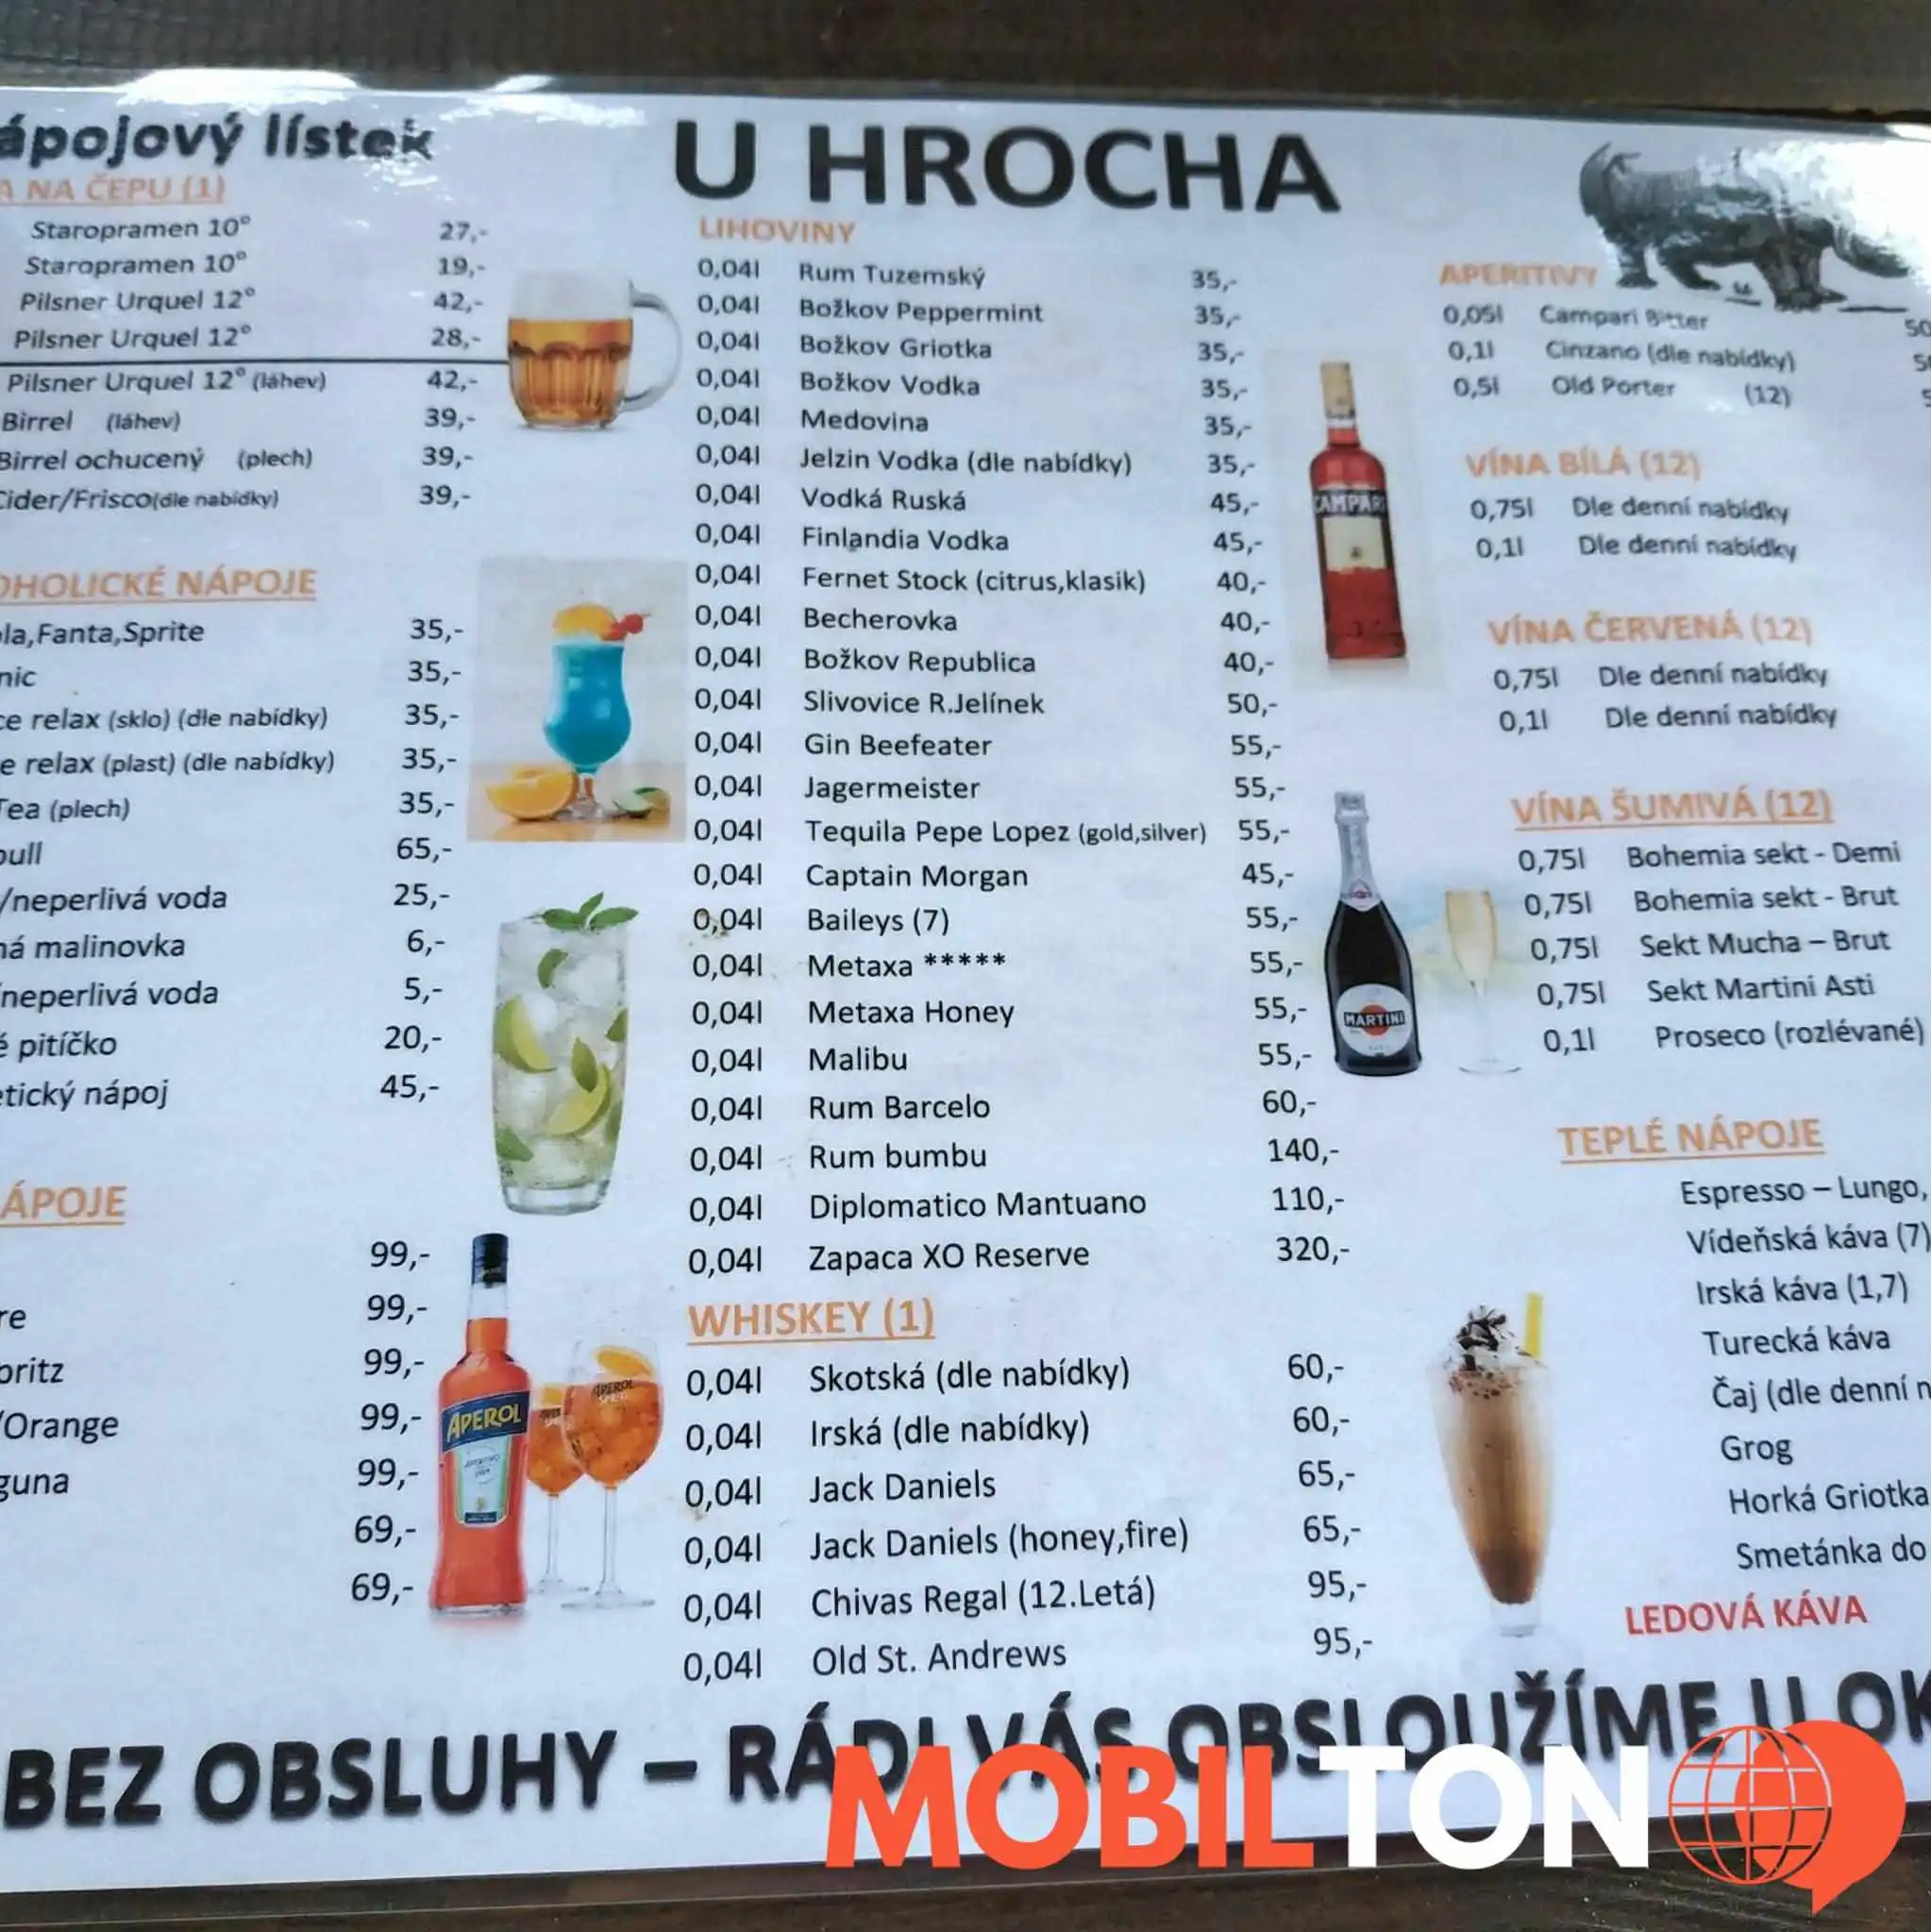 ápojový lístek
U HROCHA
A NA ČEPU (1)
Staropramen 10° 27,-
Staropramen 10° 19,-
Pilsner Urquel 12° 42,-
Pilsner Urquel 12° 28,-
Pilsner Urquel 12° (láhev) 42,-
Birrel (láhev) 39,-
Birrel ochucený (plech) 39,-
Cider/Frisco(dle nabídky) 39,-
OHOLICKÉ NÁPOJE
la,Fanta,Sprite 35,-
nic 35,-
ce relax (sklo) (dle nabídky) 35,-
e relax (plast) (dle nabídky) 35,-
Tea (plech) 35,-
bull 65,-
/neperlivá voda 25,-
ná malinovka 6,-
/neperlivá voda 5,-
é pitíčko 20,-
etický nápoj 45,-
ÁPOJE
99,-
re 99,-
pritz 99,-
/Orange 99,-
guna 99,-
69,-
69,-
LIHOVINY
0,04l Rum Tuzemský 35,-
0,04l Božkov Peppermint 35,-
0,04l Božkov Griotka 35,-
0,04l Božkov Vodka 35,-
0,04l Medovina 35,-
0,04l Jelzin Vodka (dle nabídky) 35,-
0,04l Vodká Ruská 45,-
0,04l Finlandia Vodka 45,-
0,04l Fernet Stock (citrus,klasik) 40,-
0,04l Becherovka 40,-
0,04l Božkov Republica 40,-
0,04l Slivovice R.Jelínek 50,-
0,04l Gin Beefeater 55,-
0,04l Jagermeister 55,-
0,04l Tequila Pepe Lopez (gold,silver) 55,-
0,04l Captain Morgan 45,-
0,04l Baileys (7) 55,-
0,04l Metaxa ***** 55,-
0,04l Metaxa Honey 55,-
0,04l Malibu 55,-
0,04l Rum Barcelo 60,-
0,04l Rum bumbu 140,-
0,04l Diplomatico Mantuano 110,-
0,04l Zapaca XO Reserve 320,-
WHISKEY (1)
0,04l Skotská (dle nabídky) 60,-
0,04l Irská (dle nabídky) 60,-
0,04l Jack Daniels 65,-
0,04l Jack Daniels (honey,fire) 65,-
0,04l Chivas Regal (12.Letá) 95,-
0,04l Old St. Andrews 95,-
APERITIVY
0,05l Campari Bitter 50
0,1l Cinzano (dle nabídky)
0,5l Old Porter (12)
VÍNA BÍLÁ (12)
0,75l Dle denní nabídky
0,1l Dle denní nabídky
VÍNA ČERVENÁ (12)
0,75l Dle denní nabídky
0,1l Dle denní nabídky
VÍNA ŠUMIVÁ (12)
0,75l Bohemia sekt - Demi
0,75l Bohemia sekt - Brut
0,75l Sekt Mucha – Brut
0,75l Sekt Martini Asti
0,1l Proseco (rozlévané)
TEPLÉ NÁPOJE
Espresso – Lungo,
Vídeňská káva (7)
Irská káva (1,7)
Turecká káva
Čaj (dle denní n
Grog
Horká Griotka
Smetánka do
LEDOVÁ KÁVA
CAMPARI
MARTINI
APEROL
APEROL
BEZ OBSLUHY – RÁDI VÁS OBSLOUŽÍME U OK
MOBILTON